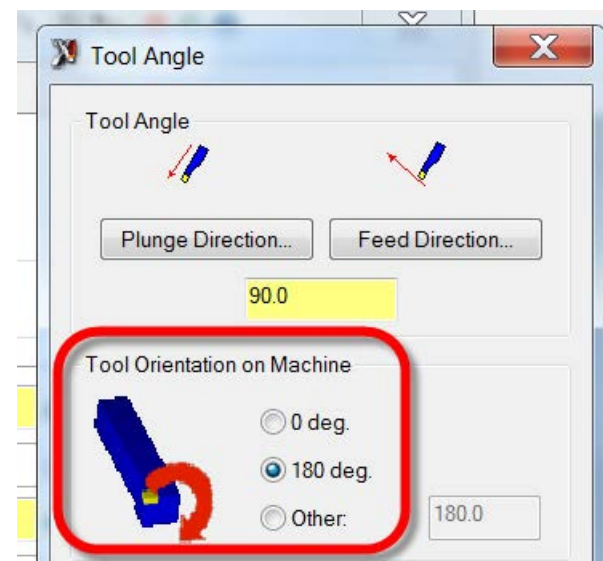 Tool Angle
Tool Angle
Plunge Direction... Feed Direction...
90.0
Tool Orientation on Machine
0 deg.
180 deg.
Other: 180.0